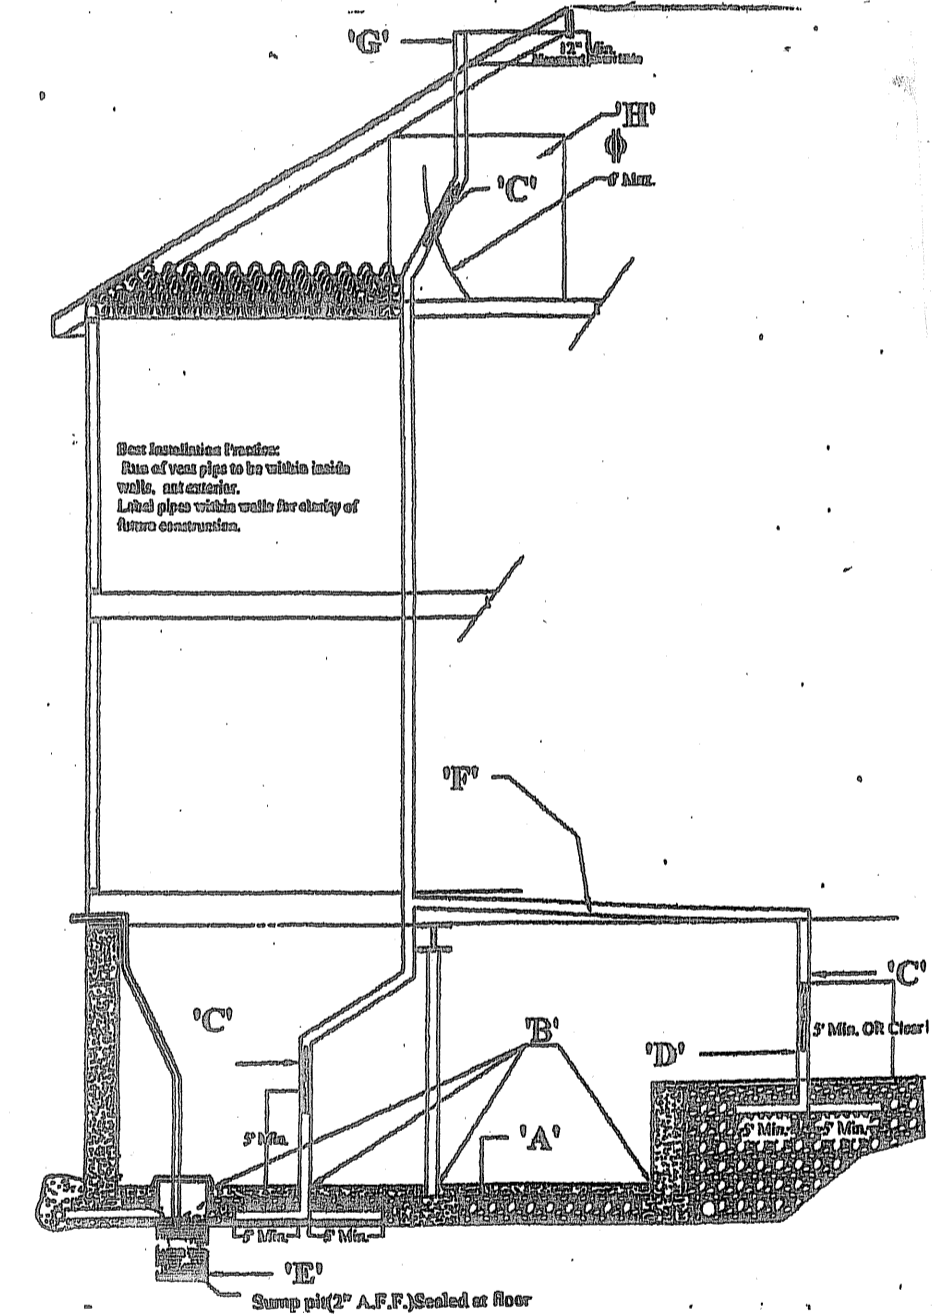 'G'
12" Min.
'H'
'C'
6' Max.
Best Installation Practice:
Run of vent pipe to be within inside
walls, not exterior.
Label pipes within walls for clarity of
future construction.
'F'
'C'
'C'
5' Min. OR Clear!
'B'
'D'
5' Min.
'A'
5' Min. 5' Min.
5' Min. 5' Min.
'E'
Sump pit(2" A.F.F.)Sealed at floor